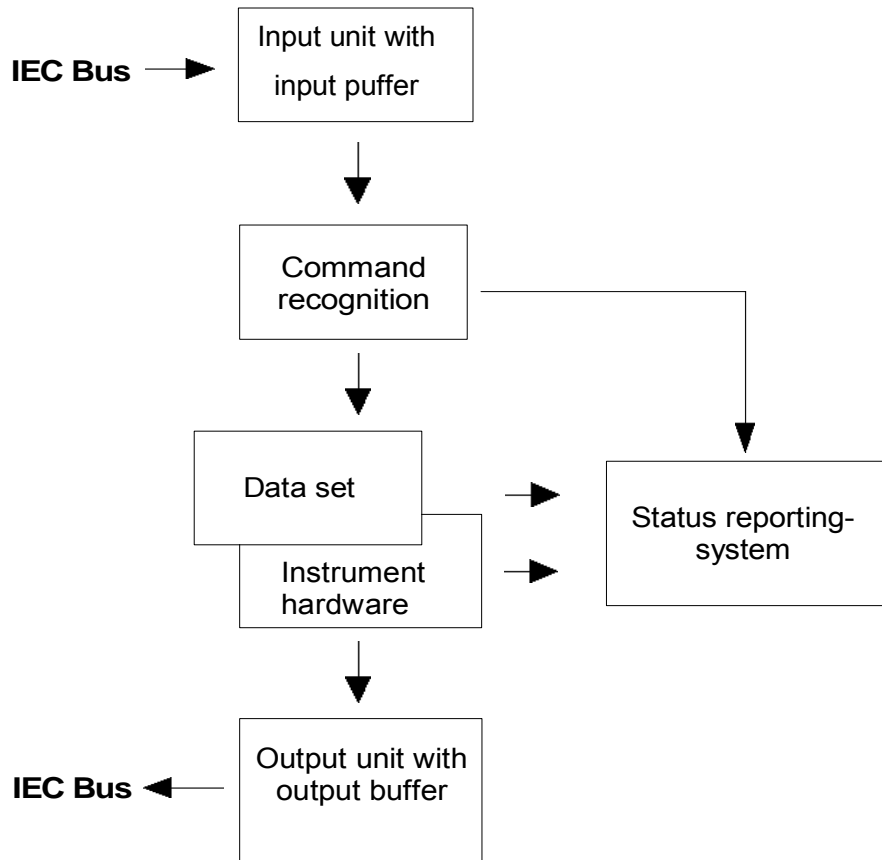 Input unit with
IEC Bus
input puffer
Command
recognition
Data set
Status reporting-
system
Instrument
hardware
Output unit with
IEC Bus
output buffer